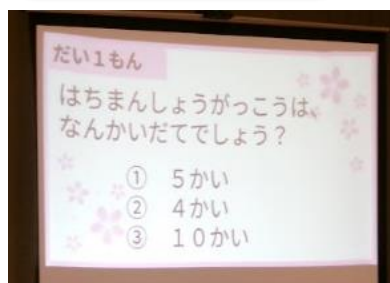 だい1もん
はちまんしょうがっこうは、
なんかいだてでしょう？
① 5かい
② 4かい
③ 10かい